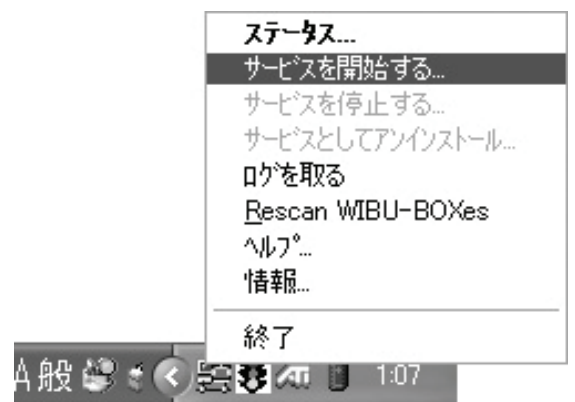 ステータス...
サービスを開始する...
サービスを停止する...
サービスとしてアンインストール...
ログを取る
Rescan WIBU-BOXes
ヘルプ...
情報...
終了
A 般 ATI 1:07